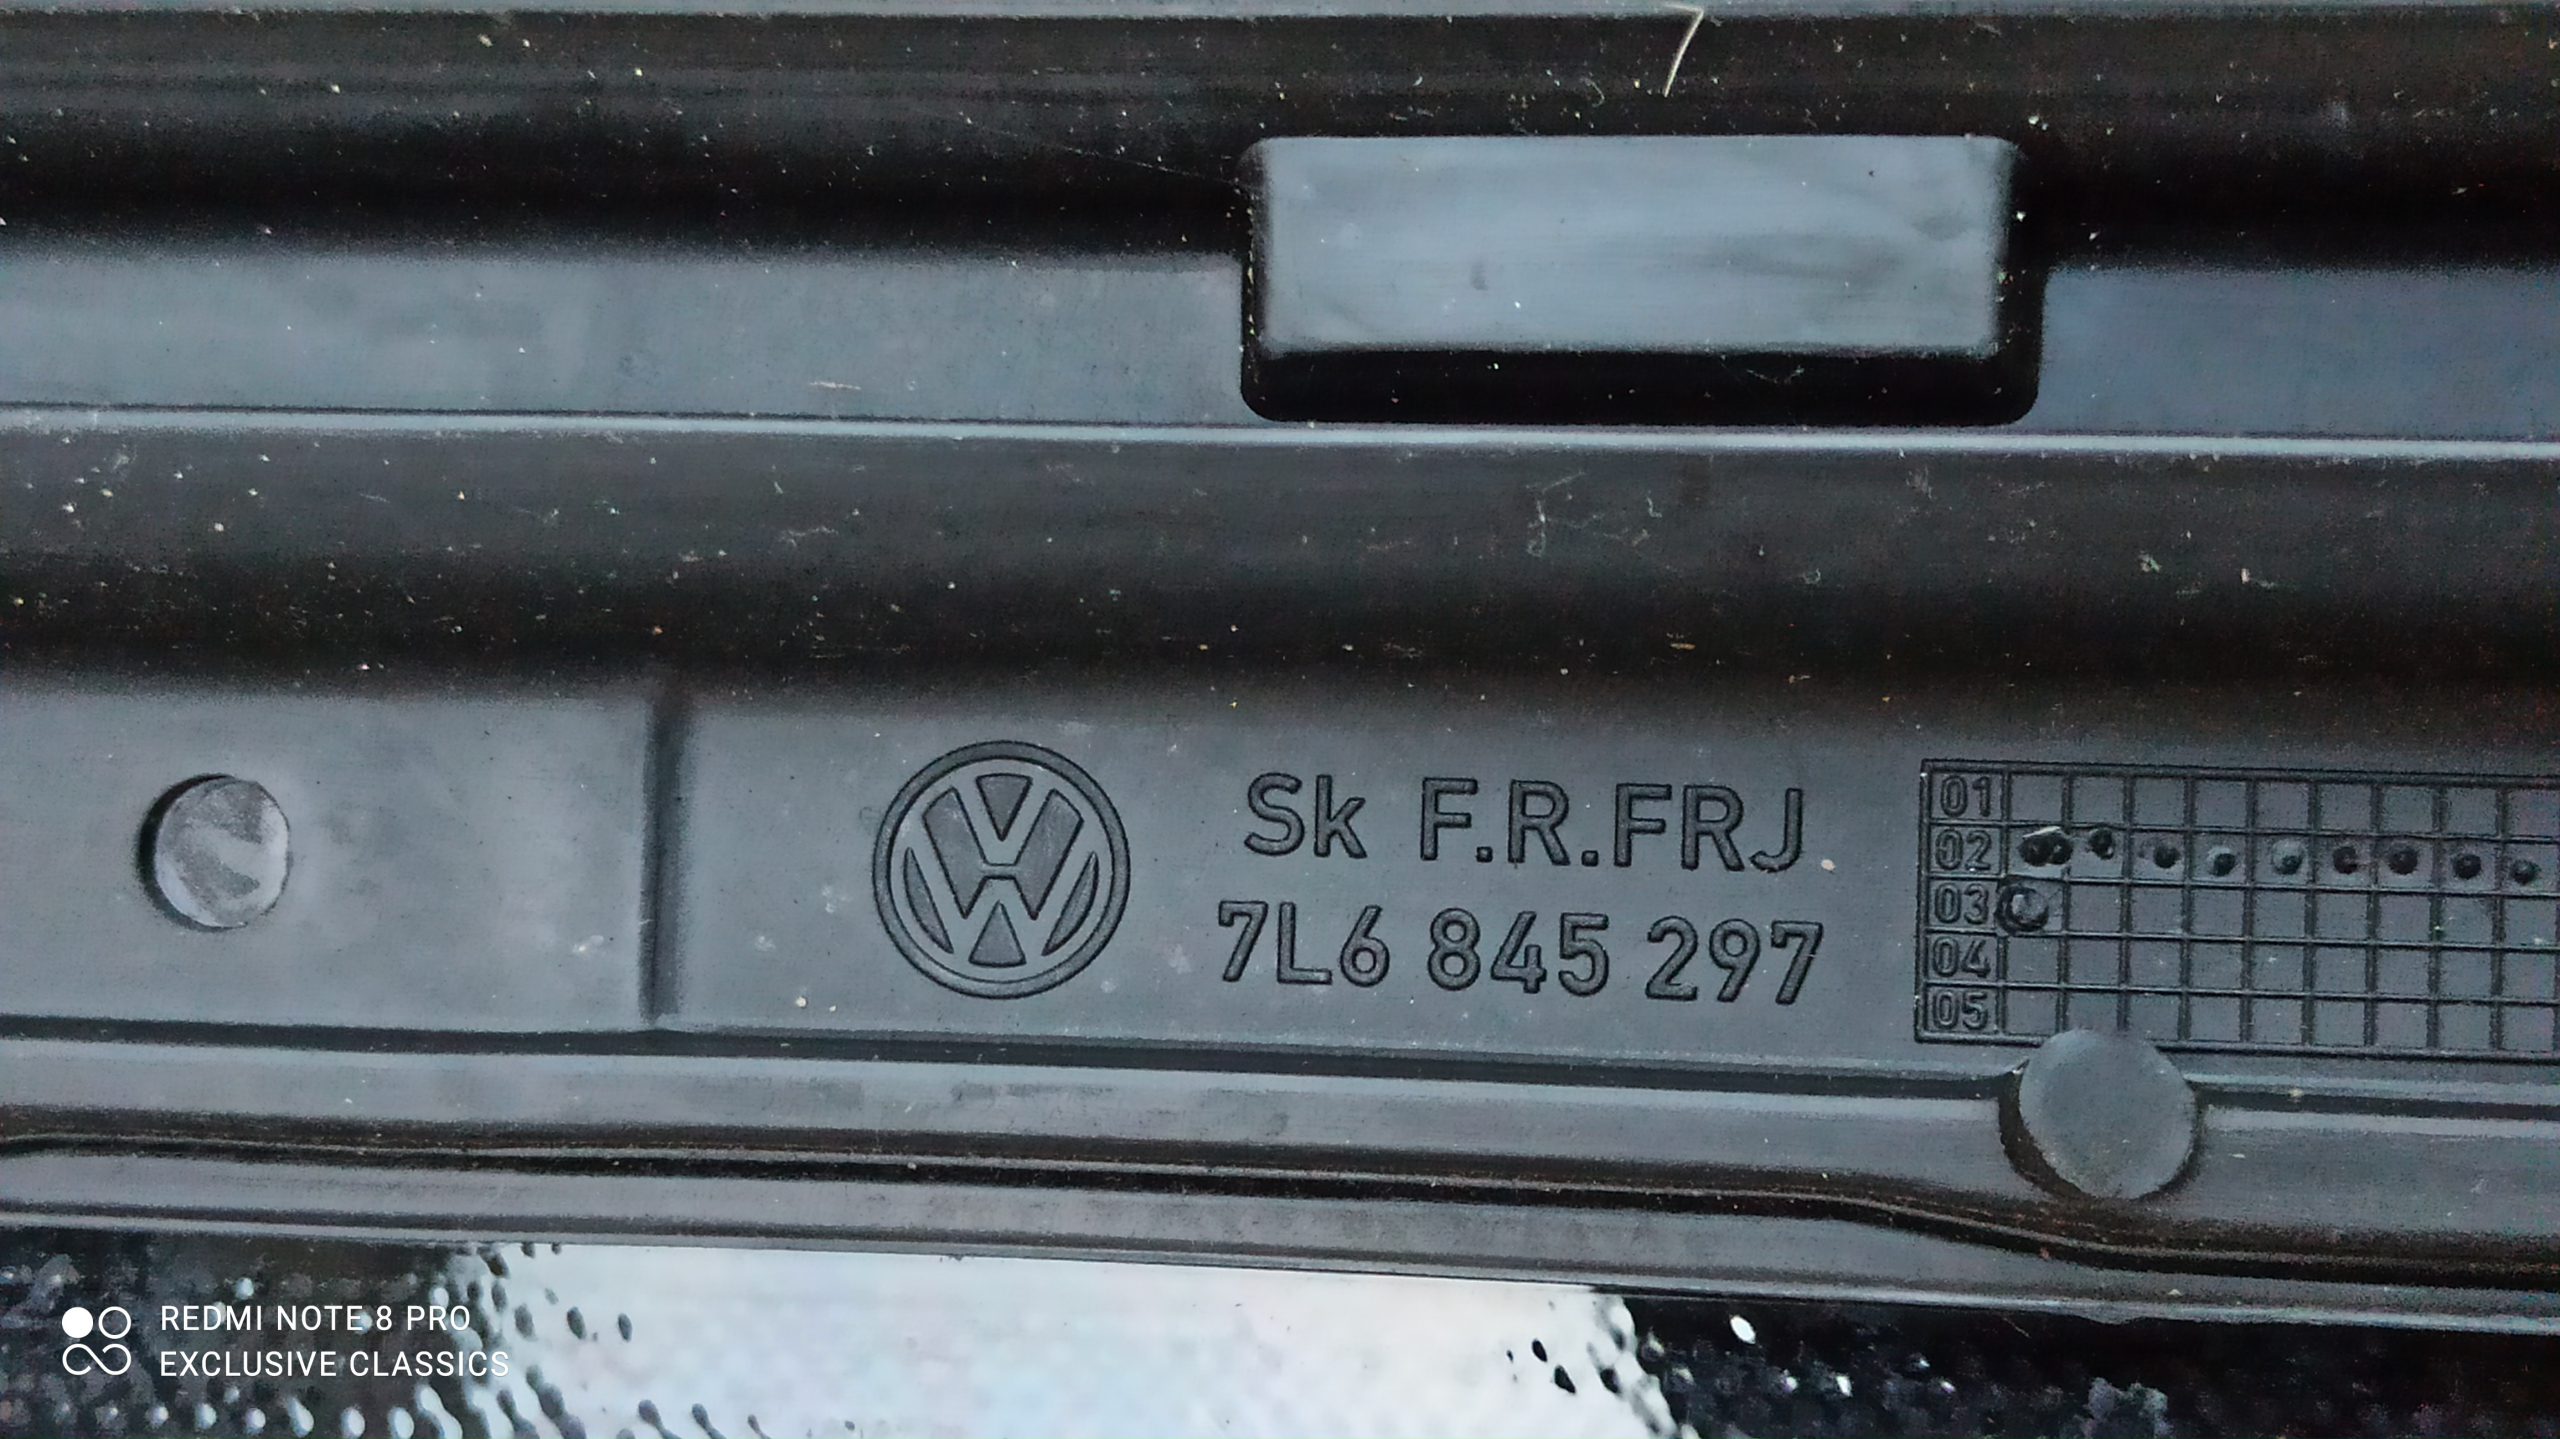 Sk F.R.FRJ
7L6 845 297
01
02
03
04
05
REDMI NOTE 8 PRO
EXCLUSIVE CLASSICS